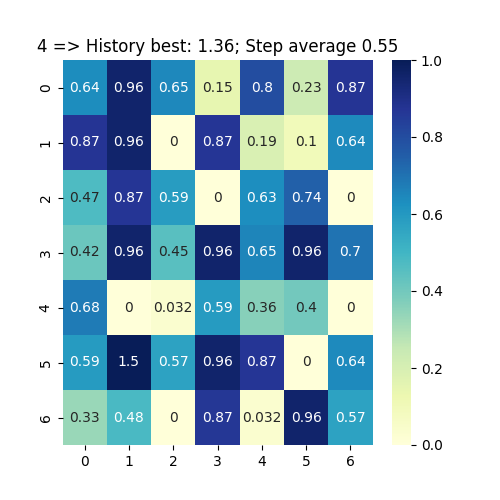 4 => History best: 1.36; Step average 0.55
0 0.64 0.96 0.65 0.15 0.8 0.23 0.87
1 0.87 0.96 0 0.87 0.19 0.1 0.64
2 0.47 0.87 0.59 0 0.63 0.74 0
3 0.42 0.96 0.45 0.96 0.65 0.96 0.7
4 0.68 0 0.032 0.59 0.36 0.4 0
5 0.59 1.5 0.57 0.96 0.87 0 0.64
6 0.33 0.48 0 0.87 0.032 0.96 0.57
0 1 2 3 4 5 6
1.0
0.8
0.6
0.4
0.2
0.0